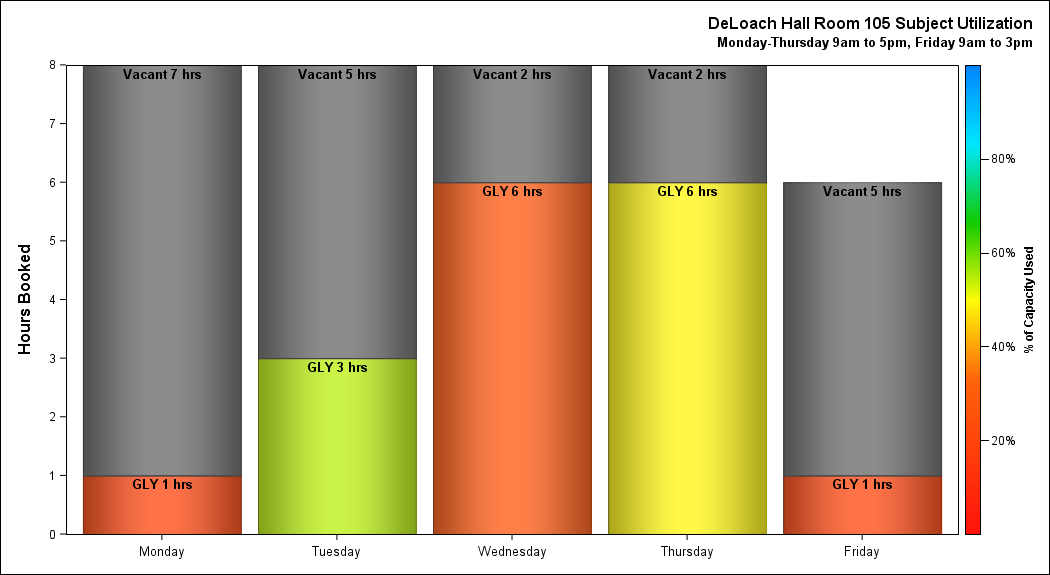 DeLoach Hall Room 105 Subject Utilization
Monday-Thursday 9am to 5pm, Friday 9am to 3pm
Hours Booked
8
7
6
5
4
3
2
1
0
Vacant 7 hrs
GLY 1 hrs
Vacant 5 hrs
GLY 3 hrs
Vacant 2 hrs
GLY 6 hrs
Vacant 2 hrs
GLY 6 hrs
Vacant 5 hrs
GLY 1 hrs
Monday
Tuesday
Wednesday
Thursday
Friday
80%
60%
40%
20%
% of Capacity Used